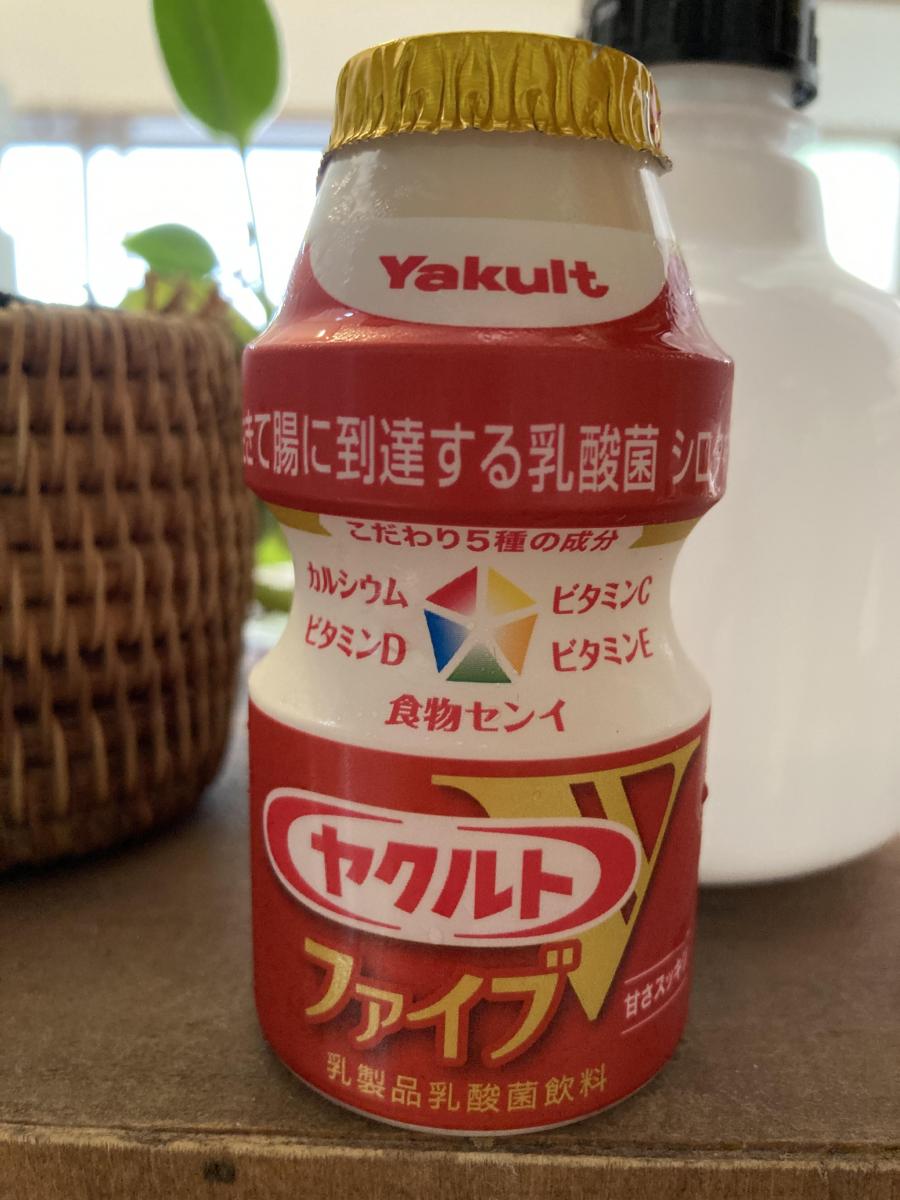 Yakult
きて腸に到達する乳酸菌 シロタ
こだわり5種の成分
カルシウム
ビタミンC
ビタミンD
ビタミンE
食物センイ
V
ヤクルト
ファイブ
甘さスッキリ
乳製品乳酸菌飲料